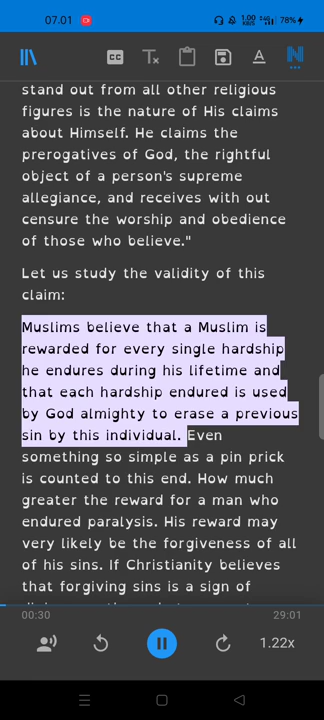 07.01
1.00
KB/S
78%
CC
T
A
N
stand out from all other religious
figures is the nature of His claims
about Himself. He claims the
prerogatives of God, the rightful
object of a person's supreme
allegiance, and receives with out
censure the worship and obedience
of those who believe."
Let us study the validity of this
claim:
Muslims believe that a Muslim is
rewarded for every single hardship
he endures during his lifetime and
that each hardship endured is used
by God almighty to erase a previous
sin by this individual. Even
something so simple as a pin prick
is counted to this end. How much
greater the reward for a man who
endured paralysis. His reward may
very likely be the forgiveness of all
of his sins. If Christianity believes
that forgiving sins is a sign of
00:30
29:01
1.22x